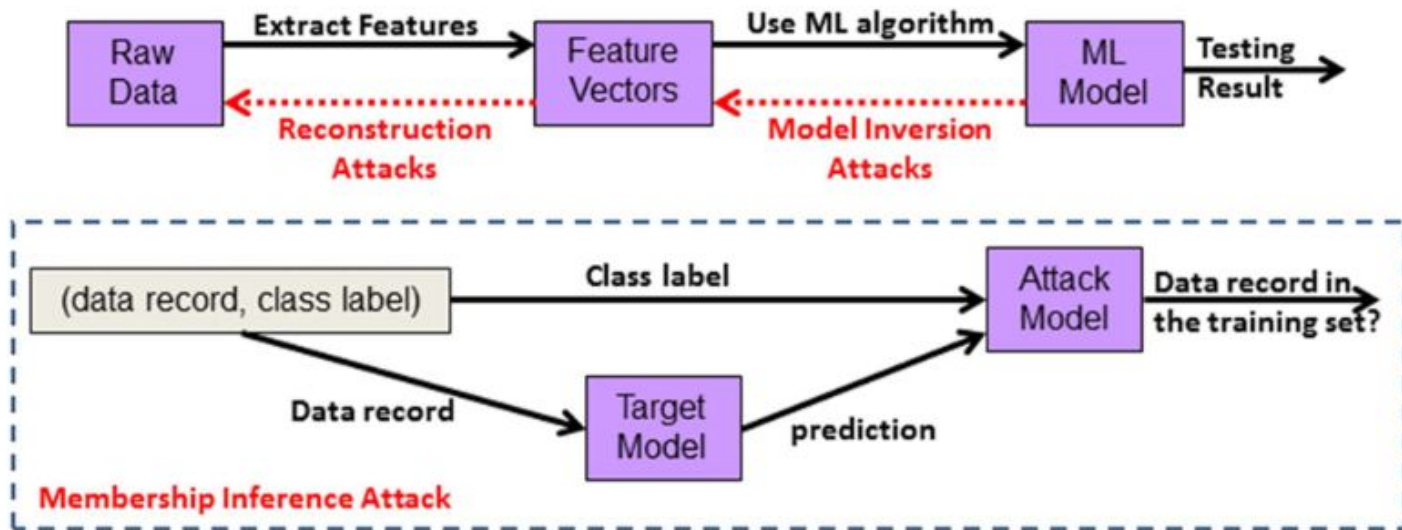 Raw
Data
Extract Features
Feature
Vectors
Use ML algorithm
ML
Model
Testing
Result
Reconstruction
Attacks
Model Inversion
Attacks
(data record, class label)
Class label
Attack
Model
Data record in
the training set?
Data record
Target
Model
prediction
Membership Inference Attack